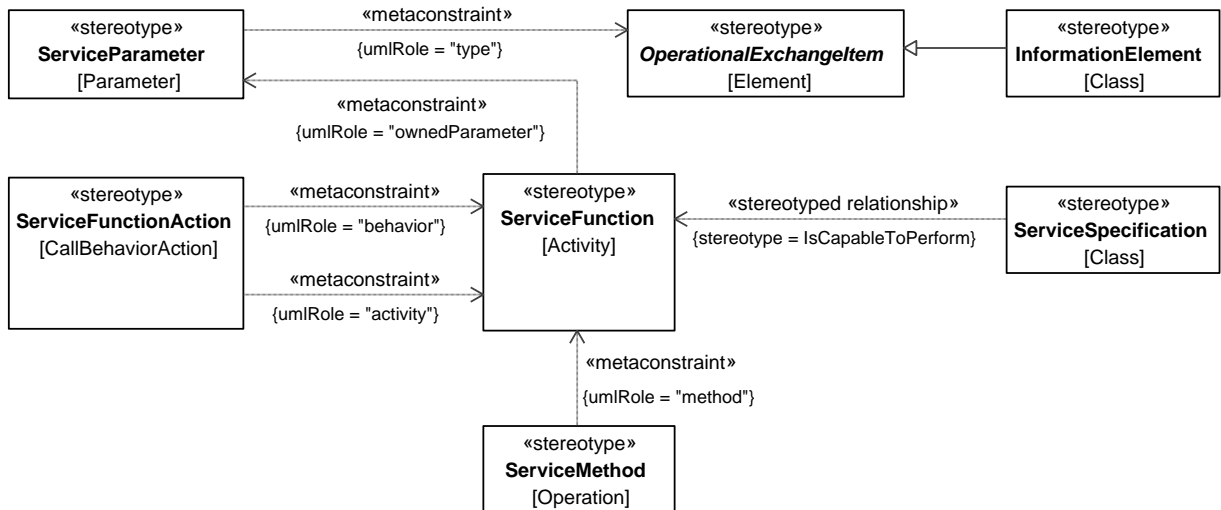 «stereotype»
ServiceParameter
[Parameter]
«metaconstraint»
{umlRole = "type"}
«stereotype»
OperationalExchangeItem
[Element]
«stereotype»
InformationElement
[Class]
«metaconstraint»
{umlRole = "ownedParameter"}
«stereotype»
ServiceFunctionAction
[CallBehaviorAction]
«metaconstraint»
{umlRole = "behavior"}
«metaconstraint»
{umlRole = "activity"}
«stereotype»
ServiceFunction
[Activity]
«stereotyped relationship»
{stereotype = IsCapableToPerform}
«stereotype»
ServiceSpecification
[Class]
«metaconstraint»
{umlRole = "method"}
«stereotype»
ServiceMethod
[Operation]